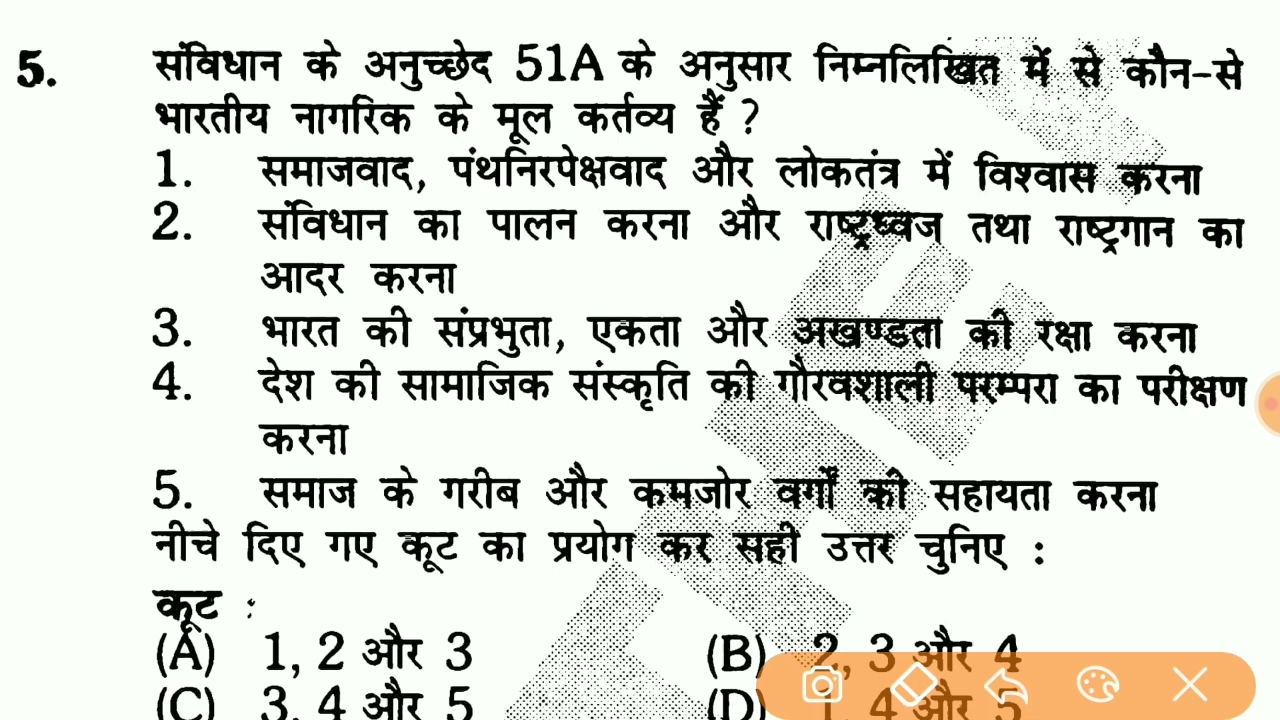 5. संविधान के अनुच्छेद 51A के अनुसार निम्नलिखित में से कौन-से
भारतीय नागरिक के मूल कर्तव्य हैं ?
1. समाजवाद, पंथनिरपेक्षवाद और लोकतंत्र में विश्वास करना
2. संविधान का पालन करना और राष्ट्रध्वज तथा राष्ट्रगान का
आदर करना
3. भारत की संप्रभुता, एकता और अखण्डता की रक्षा करना
4. देश की सामाजिक संस्कृति की गौरवशाली परम्परा का परीक्षण
करना
5. समाज के गरीब और कमजोर वर्गों की सहायता करना
नीचे दिए गए कूट का प्रयोग कर सही उत्तर चुनिए :
कूट :
(A) 1, 2 और 3 (B) 2, 3 और 4
(C) 3, 4 और 5 (D) 1, 4 और 5